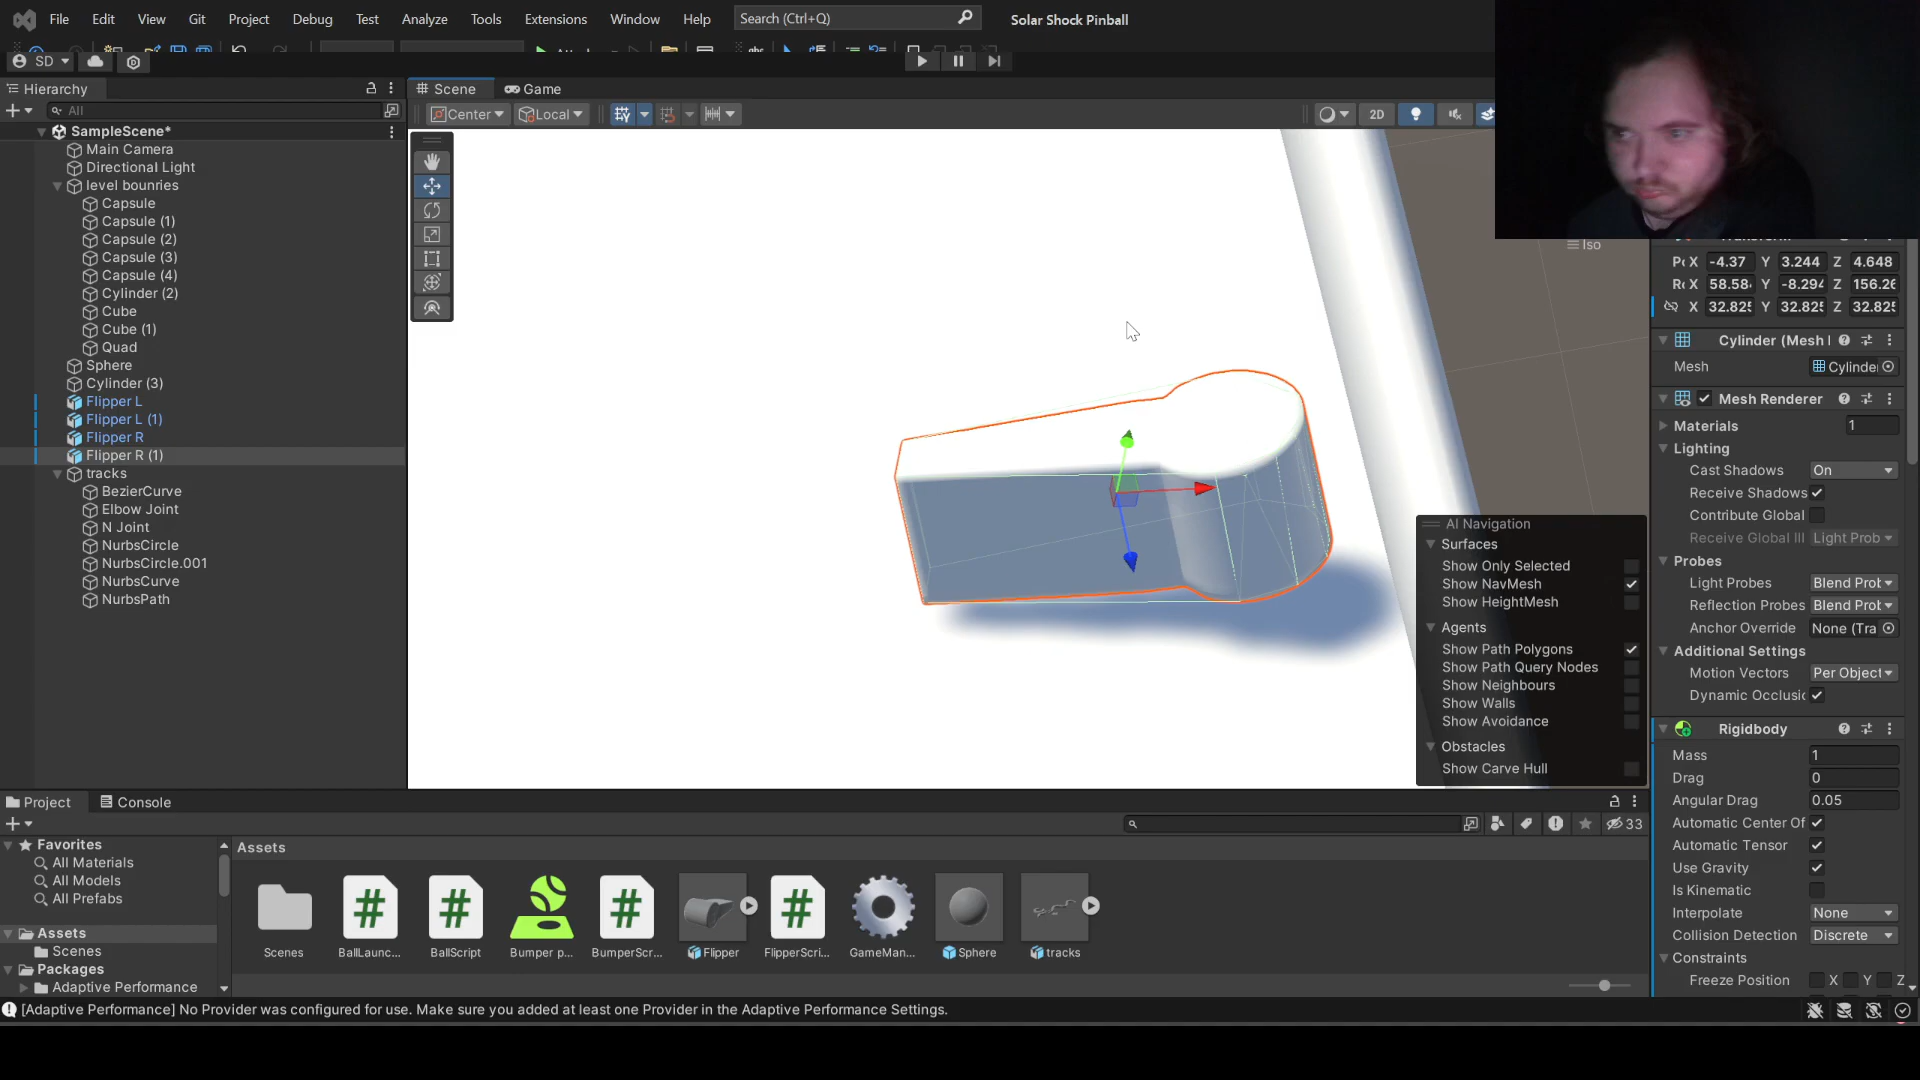 File Edit View Git Project Debug Test Analyze Tools Extensions Window Help Search (Ctrl+Q) Solar Shock Pinball
SD
Hierarchy
All
SampleScene*
Main Camera
Directional Light
level bounries
Capsule
Capsule (1)
Capsule (2)
Capsule (3)
Capsule (4)
Cylinder (2)
Cube
Cube (1)
Quad
Sphere
Cylinder (3)
Flipper L
Flipper L (1)
Flipper R
Flipper R (1)
tracks
BezierCurve
Elbow Joint
N Joint
NurbsCircle
NurbsCircle.001
NurbsCurve
NurbsPath
Scene Game
Center Local 2D
Iso
AI Navigation
Surfaces
Show Only Selected
Show NavMesh
Show HeightMesh
Agents
Show Path Polygons
Show Path Query Nodes
Show Neighbours
Show Walls
Show Avoidance
Obstacles
Show Carve Hull
X -4.37 Y 3.244 Z 4.648
X 58.58 Y -8.294 Z 156.26
X 32.825 Y 32.825 Z 32.825
Cylinder (Mesh
Mesh Cylinde
Mesh Renderer
Materials 1
Lighting
Cast Shadows On
Receive Shadows
Contribute Global
Receive Global Ill Light Prob
Probes
Light Probes Blend Prob
Reflection Probes Blend Prob
Anchor Override None (Tra
Additional Settings
Motion Vectors Per Object
Dynamic Occlusic
Rigidbody
Mass 1
Drag 0
Angular Drag 0.05
Automatic Center Of
Automatic Tensor
Use Gravity
Is Kinematic
Interpolate None
Collision Detection Discrete
Constraints
Freeze Position X Y Z
Project Console
33
Favorites
All Materials
All Models
All Prefabs
Assets
Scenes
Packages
Adaptive Performance
Assets
Scenes BallLaunc... BallScript Bumper p... BumperScr... Flipper FlipperScri... GameMan... Sphere tracks
[Adaptive Performance] No Provider was configured for use. Make sure you added at least one Provider in the Adaptive Performance Settings.